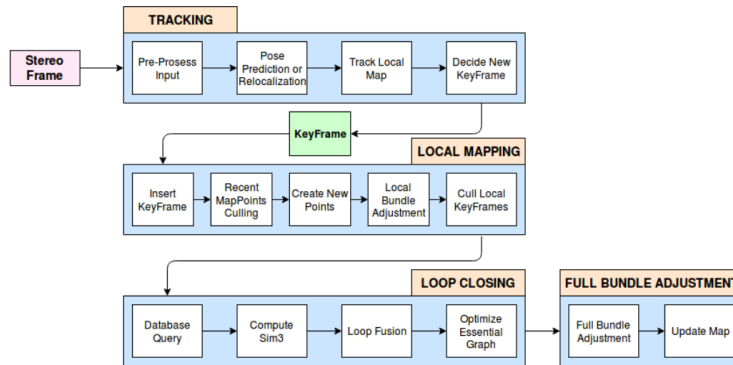 TRACKING
Stereo
Frame
Pre-Prosess
Input
Pose
Prediction or
Relocalization
Track Local
Map
Decide New
KeyFrame
KeyFrame
LOCAL MAPPING
Insert
KeyFrame
Recent
MapPoints
Culling
Create New
Points
Local
Bundle
Adjustment
Cull Local
KeyFrames
LOOP CLOSING
FULL BUNDLE ADJUSTMENT
Database
Query
Compute
Sim3
Loop Fusion
Optimize
Essential
Graph
Full Bundle
Adjustment
Update Map